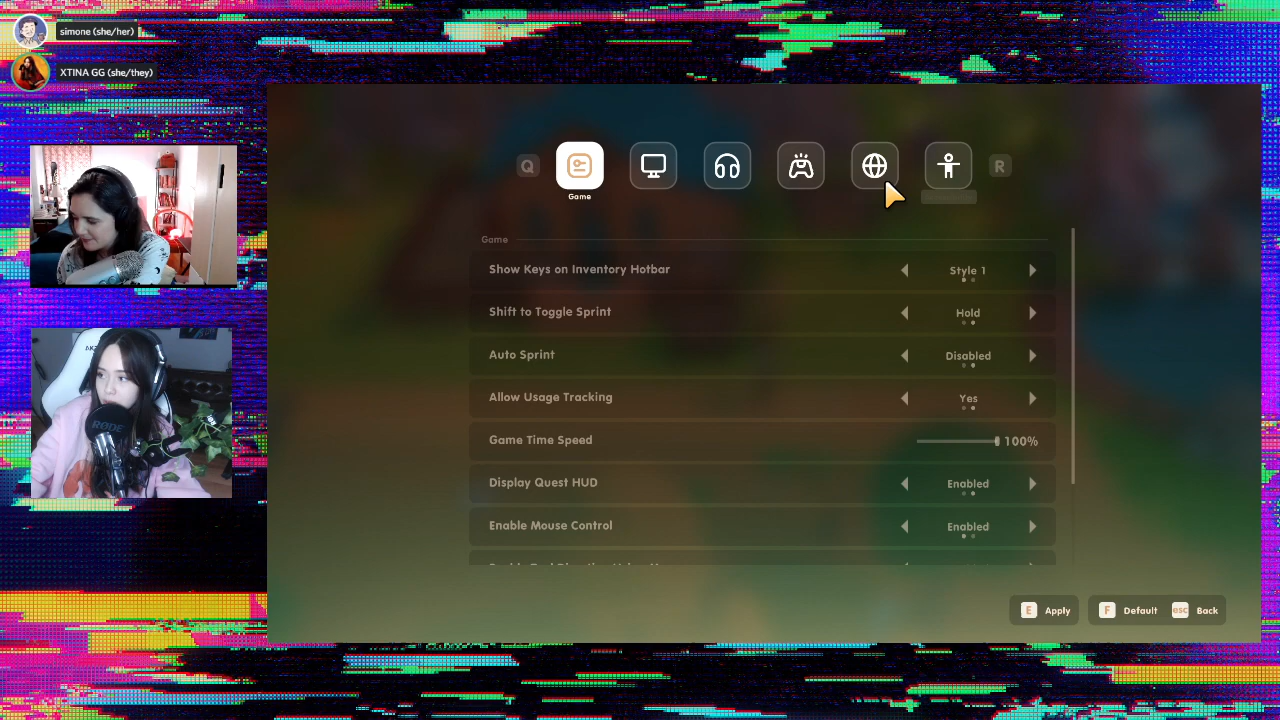 simone (she/her)
XTINA GG (she/they)
Q
R
Game
Game
Show Keys on Inventory Hotbar
Style 1
Shift to Toggle Sprint
Hold
Auto Sprint
Disabled
Allow Usage Tracking
Yes
Game Time Speed
100%
Display Quest HUD
Enabled
Enable Mouse Control
Enabled
E Apply
F Default
esc Back
RØDE